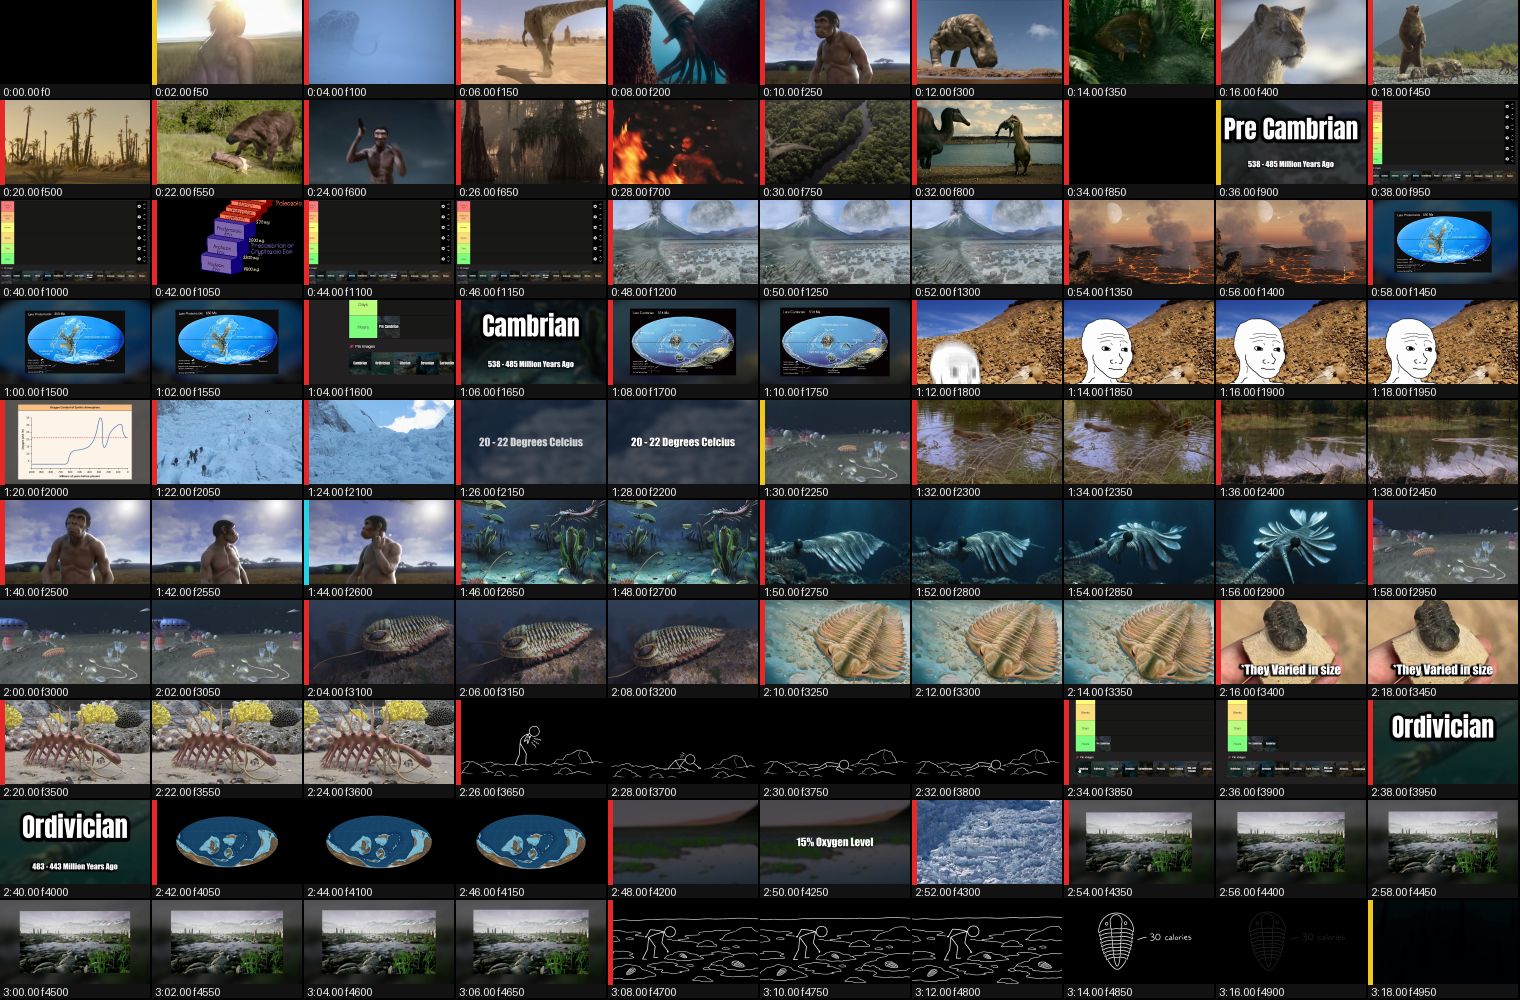 0:00.00 f0
0:02.00 f50
0:04.00 f100
0:06.00 f150
0:08.00 f200
0:10.00 f250
0:12.00 f300
0:14.00 f350
0:16.00 f400
0:18.00 f450
0:20.00 f500
0:22.00 f550
0:24.00 f600
0:26.00 f650
0:28.00 f700
0:30.00 f750
0:32.00 f800
0:34.00 f850
Pre Cambrian
538 - 485 Million Years Ago
0:36.00 f900
0:38.00 f950
0:40.00 f1000
0:42.00 f1050
0:44.00 f1100
0:46.00 f1150
0:48.00 f1200
0:50.00 f1250
0:52.00 f1300
0:54.00 f1350
0:56.00 f1400
0:58.00 f1450
1:00.00 f1500
1:02.00 f1550
1:04.00 f1600
Cambrian
538 - 485 Million Years Ago
1:06.00 f1650
1:08.00 f1700
1:10.00 f1750
1:12.00 f1800
1:14.00 f1850
1:16.00 f1900
1:18.00 f1950
1:20.00 f2000
1:22.00 f2050
1:24.00 f2100
20 - 22 Degrees Celcius
1:26.00 f2150
20 - 22 Degrees Celcius
1:28.00 f2200
1:30.00 f2250
1:32.00 f2300
1:34.00 f2350
1:36.00 f2400
1:38.00 f2450
1:40.00 f2500
1:42.00 f2550
1:44.00 f2600
1:46.00 f2650
1:48.00 f2700
1:50.00 f2750
1:52.00 f2800
1:54.00 f2850
1:56.00 f2900
1:58.00 f2950
2:00.00 f3000
2:02.00 f3050
2:04.00 f3100
2:06.00 f3150
2:08.00 f3200
2:10.00 f3250
2:12.00 f3300
2:14.00 f3350
*They Varied in size
2:16.00 f3400
*They Varied in size
2:18.00 f3450
2:20.00 f3500
2:22.00 f3550
2:24.00 f3600
2:26.00 f3650
2:28.00 f3700
2:30.00 f3750
2:32.00 f3800
2:34.00 f3850
2:36.00 f3900
Ordivician
2:38.00 f3950
Ordivician
483 - 443 Million Years Ago
2:40.00 f4000
2:42.00 f4050
2:44.00 f4100
2:46.00 f4150
2:48.00 f4200
15% Oxygen Level
2:50.00 f4250
2:52.00 f4300
2:54.00 f4350
2:56.00 f4400
2:58.00 f4450
3:00.00 f4500
3:02.00 f4550
3:04.00 f4600
3:06.00 f4650
3:08.00 f4700
3:10.00 f4750
3:12.00 f4800
30 calories
3:14.00 f4850
30 calories
3:16.00 f4900
3:18.00 f4950